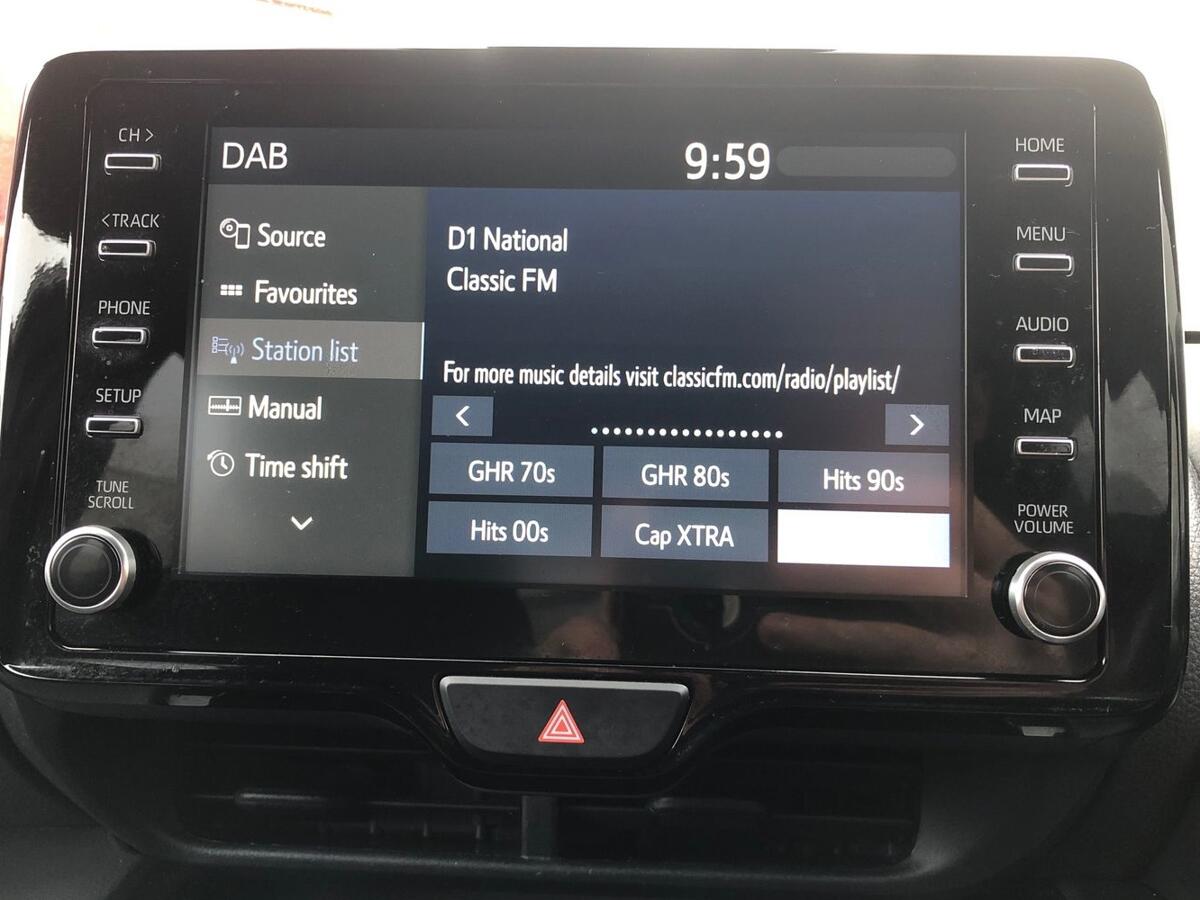 CH >
<TRACK
PHONE
SETUP
TUNE
SCROLL
DAB
9:59
Source
Favourites
Station list
Manual
Time shift
D1 National
Classic FM
For more music details visit classicfm.com/radio/playlist/
<
>
GHR 70s
GHR 80s
Hits 90s
Hits 00s
Cap XTRA
HOME
MENU
AUDIO
MAP
POWER
VOLUME